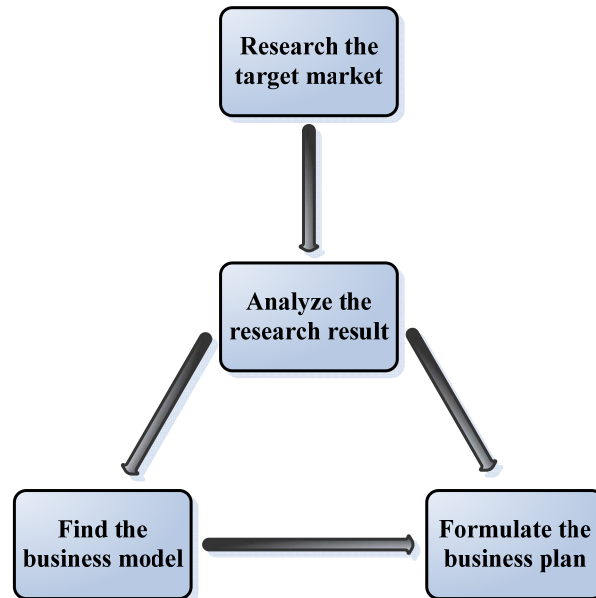 Research the
target market
Analyze the
research result
Find the
business model
Formulate the
business plan